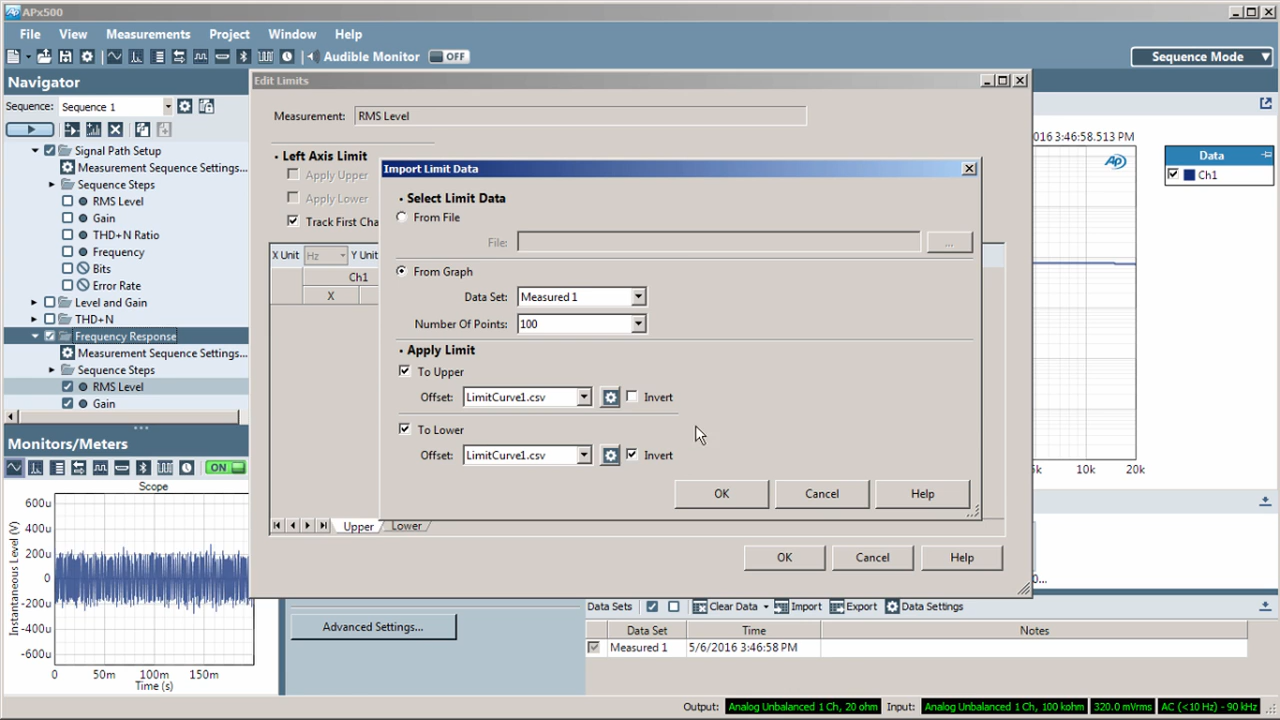 APx500
File View Measurements Project Window Help
Audible Monitor OFF
Sequence Mode
Navigator
Sequence: Sequence 1
Signal Path Setup
Measurement Sequence Settings...
Sequence Steps
RMS Level
Gain
THD+N Ratio
Frequency
Bits
Error Rate
Level and Gain
THD+N
Frequency Response
Measurement Sequence Settings...
Sequence Steps
RMS Level
Gain
Monitors/Meters
ON
Scope
Instantaneous Level (V)
600u
400u
200u
0
-200u
-400u
-600u
0 50m 100m 150m
Time (s)
Edit Limits
Measurement: RMS Level
Left Axis Limit
Apply Upper
Apply Lower
Track First Cha
X Unit Hz Y Unit
Ch1
X
Upper Lower
OK Cancel Help
Import Limit Data
Select Limit Data
From File
File: ...
From Graph
Data Set: Measured 1
Number Of Points: 100
Apply Limit
To Upper
Offset: LimitCurve1.csv Invert
To Lower
Offset: LimitCurve1.csv Invert
OK Cancel Help
016 3:46:58.513 PM
AP
Data
Ch1
5k 10k 20k
0...
Advanced Settings...
Data Sets Clear Data Import Export Data Settings
Data Set Time Notes
Measured 1 5/6/2016 3:46:58 PM
Output: Analog Unbalanced 1 Ch, 20 ohm Input: Analog Unbalanced 1 Ch, 100 kohm 320.0 mVrms AC (<10 Hz) - 90 kHz